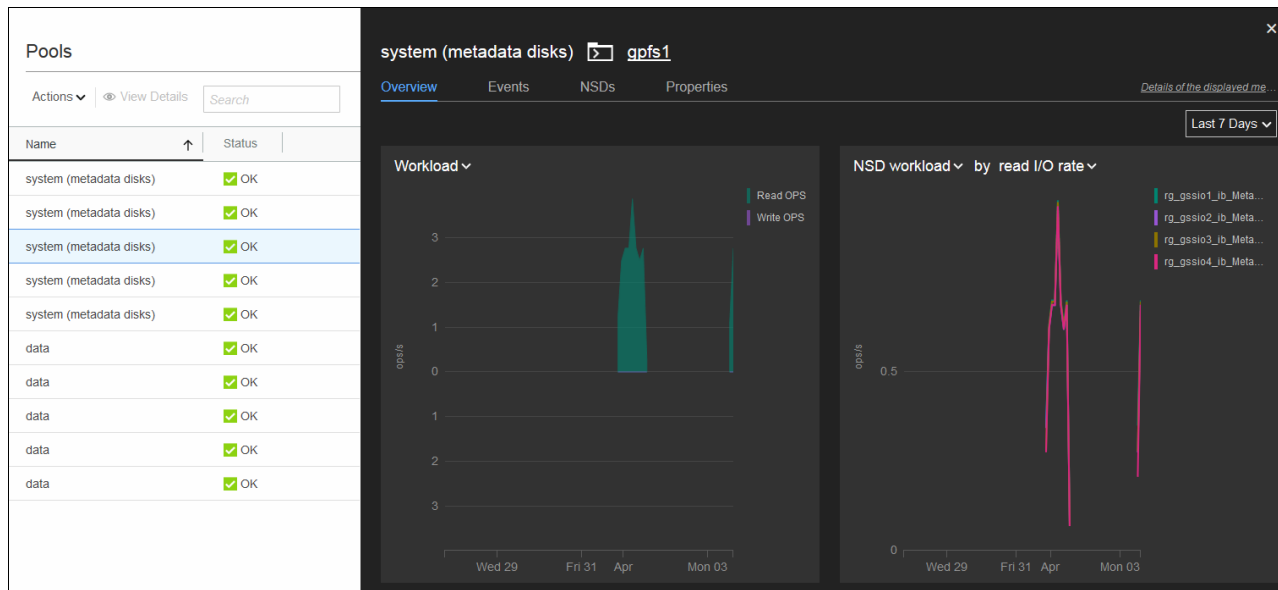 Pools
Actions
View Details
Search
Name
Status
system (metadata disks) OK
system (metadata disks) OK
system (metadata disks) OK
system (metadata disks) OK
system (metadata disks) OK
data OK
data OK
data OK
data OK
data OK
system (metadata disks) gpfs1
Overview Events NSDs Properties
Details of the displayed me...
Last 7 Days
Workload
Read OPS
Write OPS
ops/s
3
2
1
0
1
2
3
Wed 29 Fri 31 Apr Mon 03
NSD workload by read I/O rate
rg_gssio1_ib_Meta...
rg_gssio2_ib_Meta...
rg_gssio3_ib_Meta...
rg_gssio4_ib_Meta...
ops/s
0.5
0
Wed 29 Fri 31 Apr Mon 03